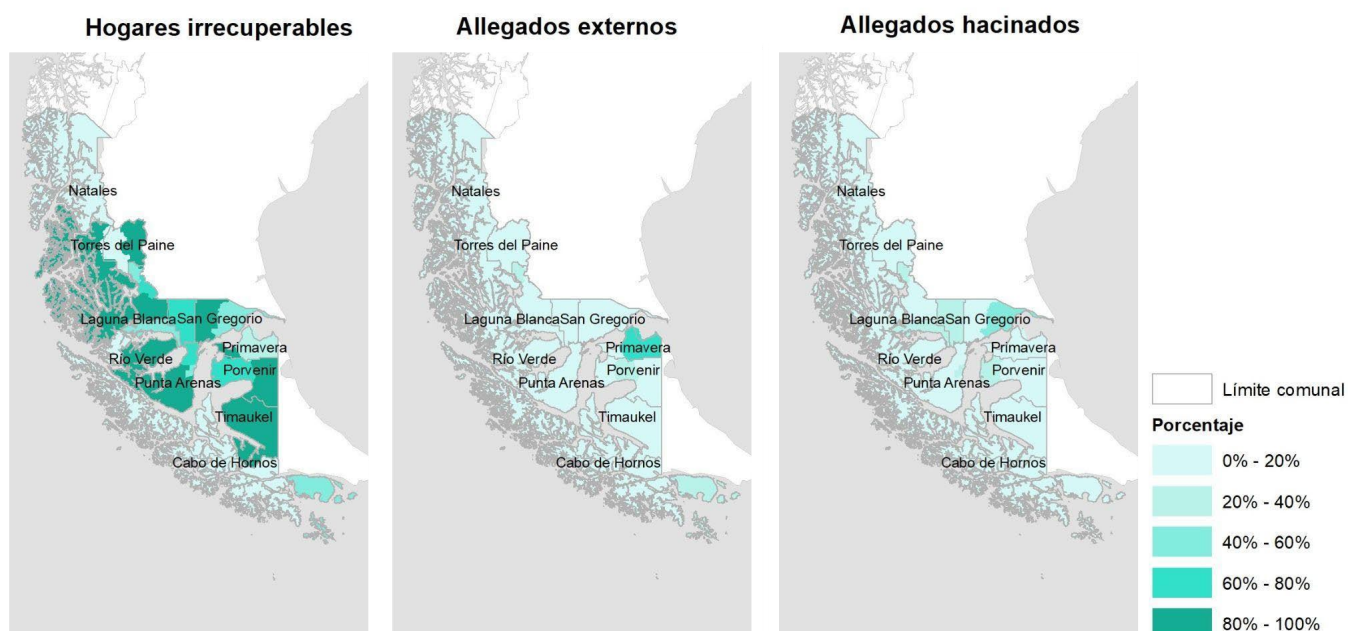 Hogares irrecuperables
Allegados externos
Allegados hacinados
Natales
Torres del Paine
Laguna Blanca
San Gregorio
Primavera
Río Verde
Porvenir
Punta Arenas
Timaukel
Cabo de Hornos
Natales
Torres del Paine
Laguna Blanca
San Gregorio
Primavera
Río Verde
Porvenir
Punta Arenas
Timaukel
Cabo de Hornos
Natales
Torres del Paine
Laguna Blanca
San Gregorio
Primavera
Río Verde
Porvenir
Punta Arenas
Timaukel
Cabo de Hornos
Límite comunal
Porcentaje
0% - 20%
20% - 40%
40% - 60%
60% - 80%
80% - 100%